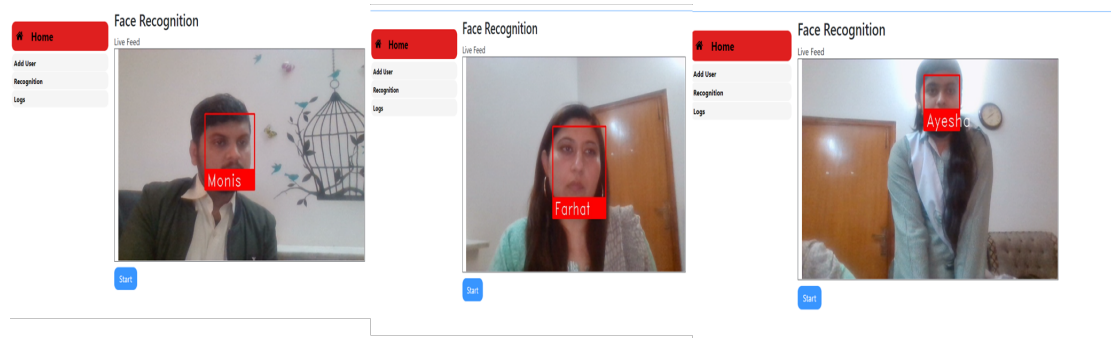 Face Recognition
Home
Live Feed
Add User
Recognition
Logs
Monis
Start
Face Recognition
Home
Live Feed
Add User
Recognition
Logs
Farhat
Start
Face Recognition
Home
Live Feed
Add User
Recognition
Logs
Ayesha
Start